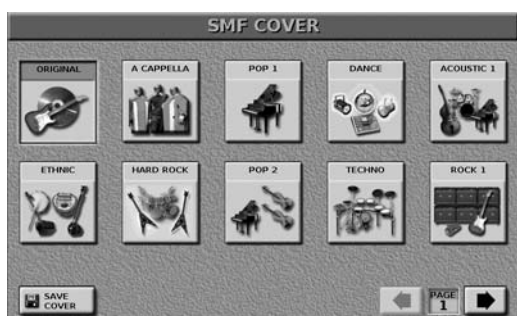 SMF COVER
ORIGINAL
A CAPPELLA
POP 1
DANCE
ACOUSTIC 1
ETHNIC
HARD ROCK
POP 2
TECHNO
ROCK 1
SAVE
COVER
PAGE
1